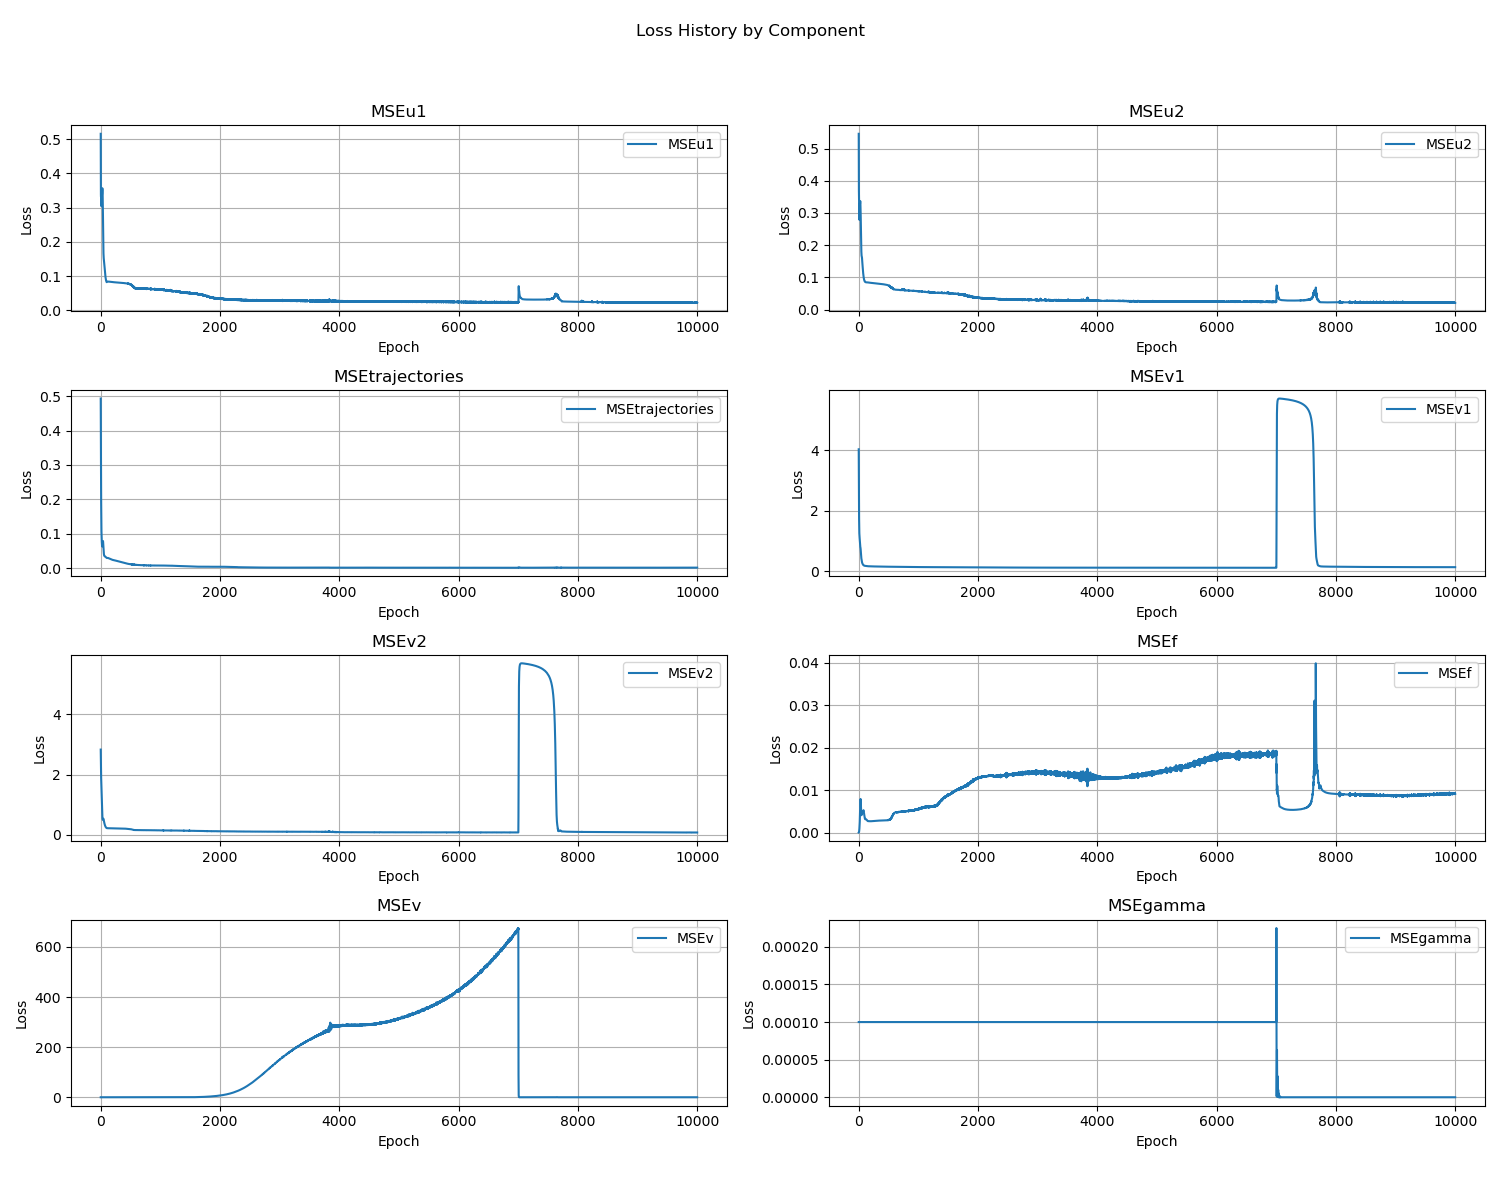 Loss History by Component
MSEu1
0.5
0.4
0.3
0.2
0.1
0.0
Loss
MSEu1
0 2000 4000 6000 8000 10000
Epoch
MSEu2
0.5
0.4
0.3
0.2
0.1
0.0
Loss
MSEu2
0 2000 4000 6000 8000 10000
Epoch
MSEtrajectories
0.5
0.4
0.3
0.2
0.1
0.0
Loss
MSEtrajectories
0 2000 4000 6000 8000 10000
Epoch
MSEv1
4
2
0
Loss
MSEv1
0 2000 4000 6000 8000 10000
Epoch
MSEv2
4
2
0
Loss
MSEv2
0 2000 4000 6000 8000 10000
Epoch
MSEf
0.04
0.03
0.02
0.01
0.00
Loss
MSEf
0 2000 4000 6000 8000 10000
Epoch
MSEv
600
400
200
0
Loss
MSEv
0 2000 4000 6000 8000 10000
Epoch
MSEgamma
0.00020
0.00015
0.00010
0.00005
0.00000
Loss
MSEgamma
0 2000 4000 6000 8000 10000
Epoch